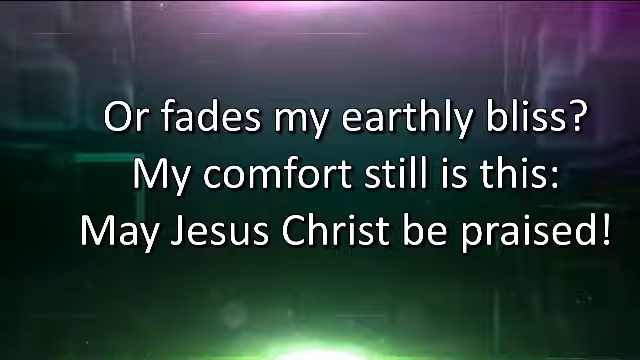 Or fades my earthly bliss?
My comfort still is this:
May Jesus Christ be praised!